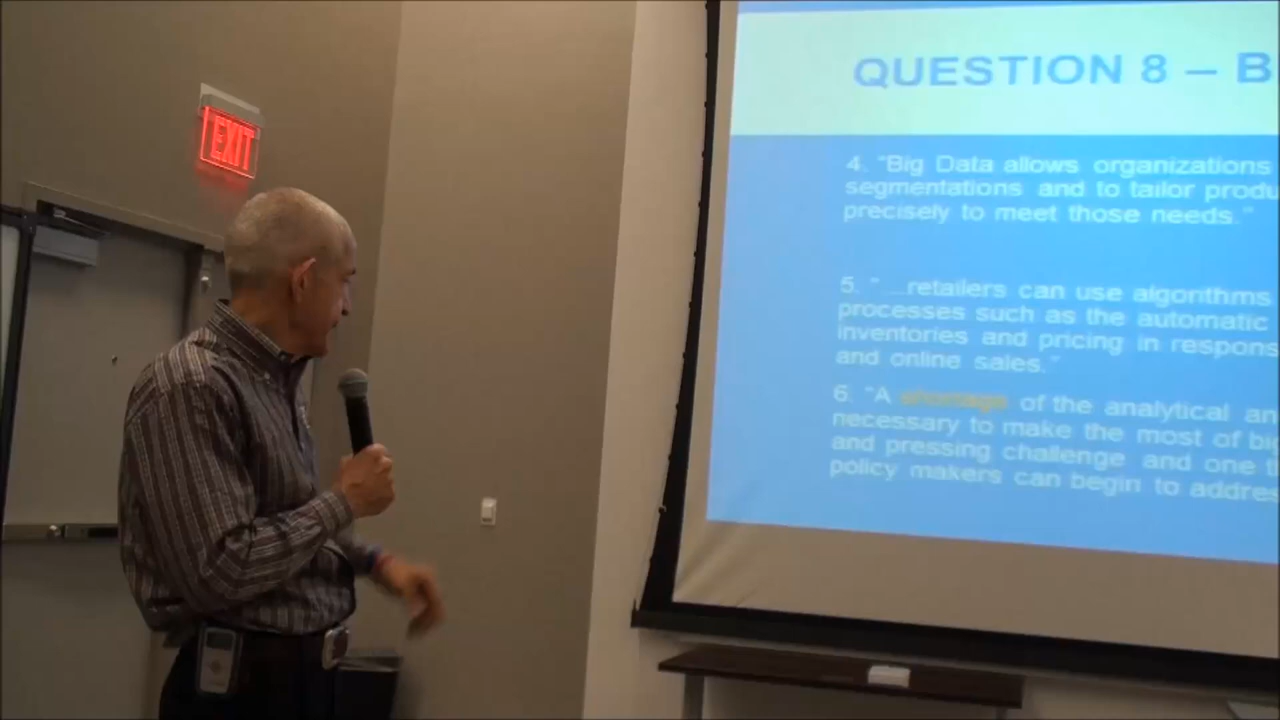 EXIT
QUESTION 8 – B
4. "Big Data allows organizations
segmentations and to tailor produ
precisely to meet those needs."
5. "...retailers can use algorithms
processes such as the automatic
inventories and pricing in respons
and online sales."
6. "A shortage of the analytical an
necessary to make the most of big
and pressing challenge and one t
policy makers can begin to addres